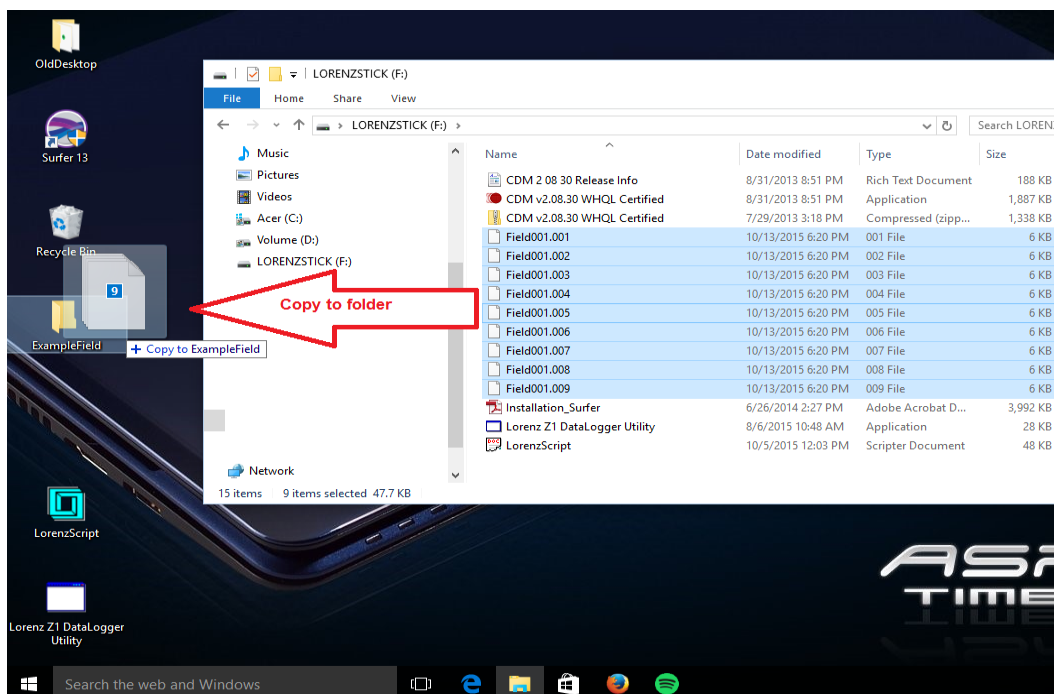 OldDesktop
Surfer 13
Recycle Bin
9
ExampleField
+ Copy to ExampleField
LorenzScript
Lorenz Z1 DataLogger
Utility
LORENZSTICK (F:)
File Home Share View
LORENZSTICK (F:)
Search LORENZ
Music
Pictures
Videos
Acer (C:)
Volume (D:)
LORENZSTICK (F:)
Network
Copy to folder
Name Date modified Type Size
CDM 2 08 30 Release Info 8/31/2013 8:51 PM Rich Text Document 188 KB
CDM v2.08.30 WHQL Certified 8/31/2013 8:51 PM Application 1,887 KB
CDM v2.08.30 WHQL Certified 7/29/2013 3:18 PM Compressed (zipp... 1,338 KB
Field001.001 10/13/2015 6:20 PM 001 File 6 KB
Field001.002 10/13/2015 6:20 PM 002 File 6 KB
Field001.003 10/13/2015 6:20 PM 003 File 6 KB
Field001.004 10/13/2015 6:20 PM 004 File 6 KB
Field001.005 10/13/2015 6:20 PM 005 File 6 KB
Field001.006 10/13/2015 6:20 PM 006 File 6 KB
Field001.007 10/13/2015 6:20 PM 007 File 6 KB
Field001.008 10/13/2015 6:20 PM 008 File 6 KB
Field001.009 10/13/2015 6:20 PM 009 File 6 KB
Installation_Surfer 6/26/2014 2:27 PM Adobe Acrobat D... 3,992 KB
Lorenz Z1 DataLogger Utility 8/6/2015 10:48 AM Application 28 KB
LorenzScript 10/5/2015 12:03 PM Scripter Document 48 KB
15 items 9 items selected 47.7 KB
Search the web and Windows